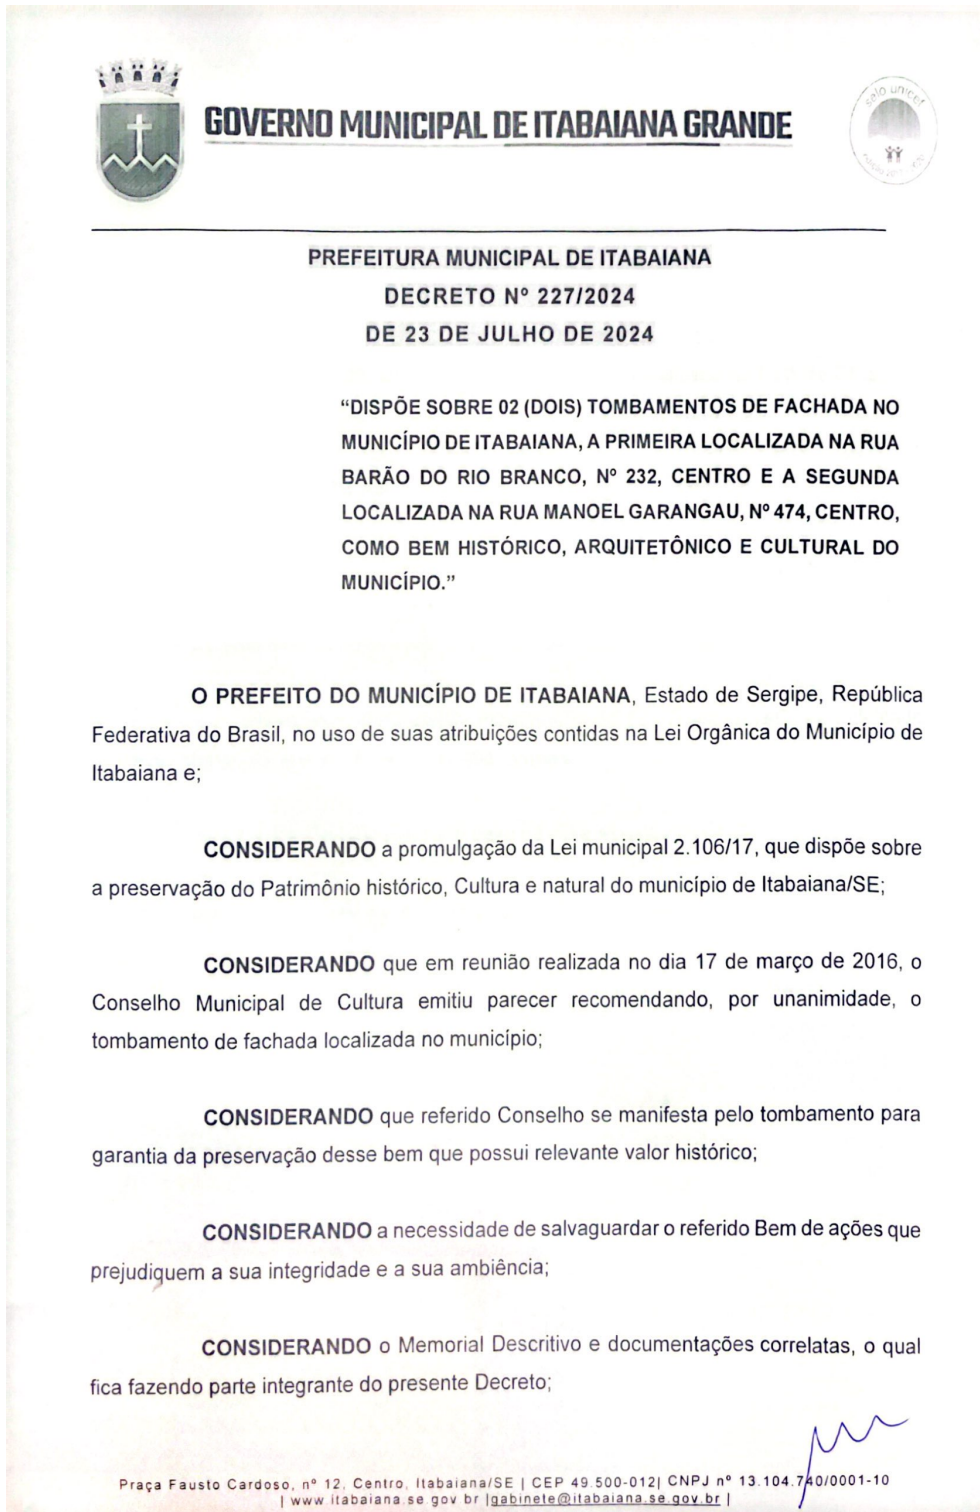 GOVERNO MUNICIPAL DE ITABAIANA GRANDE
selo unicef
PREFEITURA MUNICIPAL DE ITABAIANA
DECRETO Nº 227/2024
DE 23 DE JULHO DE 2024
“DISPÕE SOBRE 02 (DOIS) TOMBAMENTOS DE FACHADA NO
MUNICÍPIO DE ITABAIANA, A PRIMEIRA LOCALIZADA NA RUA
BARÃO DO RIO BRANCO, Nº 232, CENTRO E A SEGUNDA
LOCALIZADA NA RUA MANOEL GARANGAU, Nº 474, CENTRO,
COMO BEM HISTÓRICO, ARQUITETÔNICO E CULTURAL DO
MUNICÍPIO.”
O PREFEITO DO MUNICÍPIO DE ITABAIANA, Estado de Sergipe, República
Federativa do Brasil, no uso de suas atribuições contidas na Lei Orgânica do Município de
Itabaiana e;
CONSIDERANDO a promulgação da Lei municipal 2.106/17, que dispõe sobre
a preservação do Patrimônio histórico, Cultura e natural do município de Itabaiana/SE;
CONSIDERANDO que em reunião realizada no dia 17 de março de 2016, o
Conselho Municipal de Cultura emitiu parecer recomendando, por unanimidade, o
tombamento de fachada localizada no município;
CONSIDERANDO que referido Conselho se manifesta pelo tombamento para
garantia da preservação desse bem que possui relevante valor histórico;
CONSIDERANDO a necessidade de salvaguardar o referido Bem de ações que
prejudiquem a sua integridade e a sua ambiência;
CONSIDERANDO o Memorial Descritivo e documentações correlatas, o qual
fica fazendo parte integrante do presente Decreto;
Praça Fausto Cardoso, nº 12, Centro, Itabaiana/SE | CEP 49.500-012| CNPJ nº 13.104.740/0001-10
| www.itabaiana.se.gov br |gabinete@itabaiana.se.gov.br |